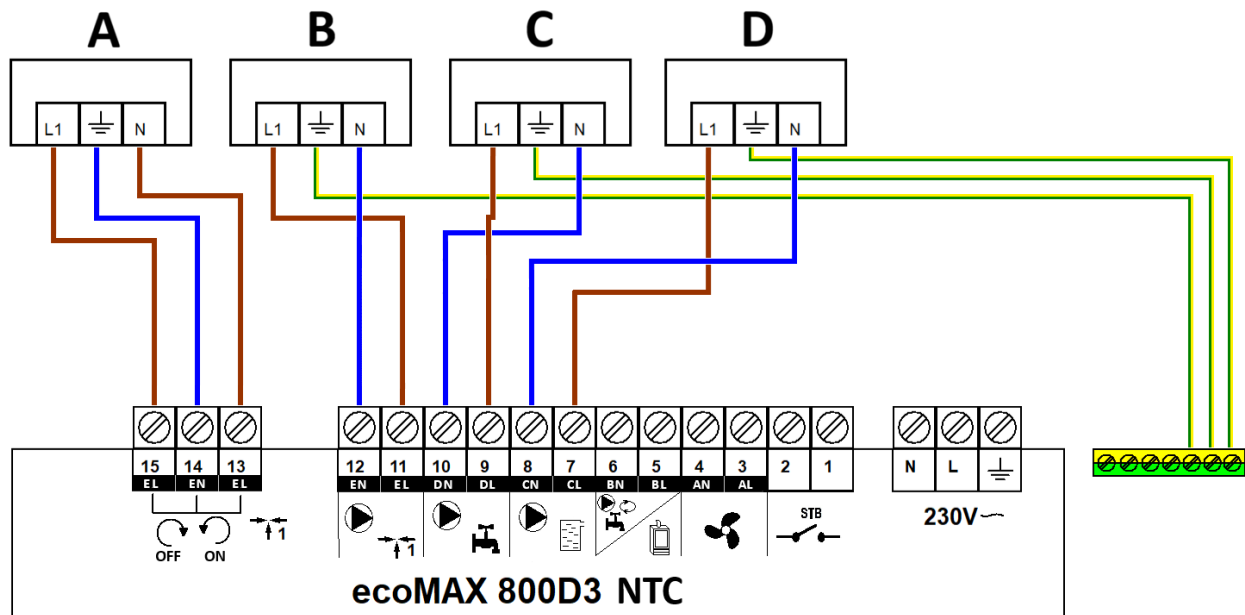 A B C D
L1 N L1 N L1 N L1 N
15 14 13 12 11 10 9 8 7 6 5 4 3 2 1 N L
EL EN EL EN EL DN DL CN CL BN BL AN AL
STB
230V~
1 1
OFF ON
ecoMAX 800D3 NTC